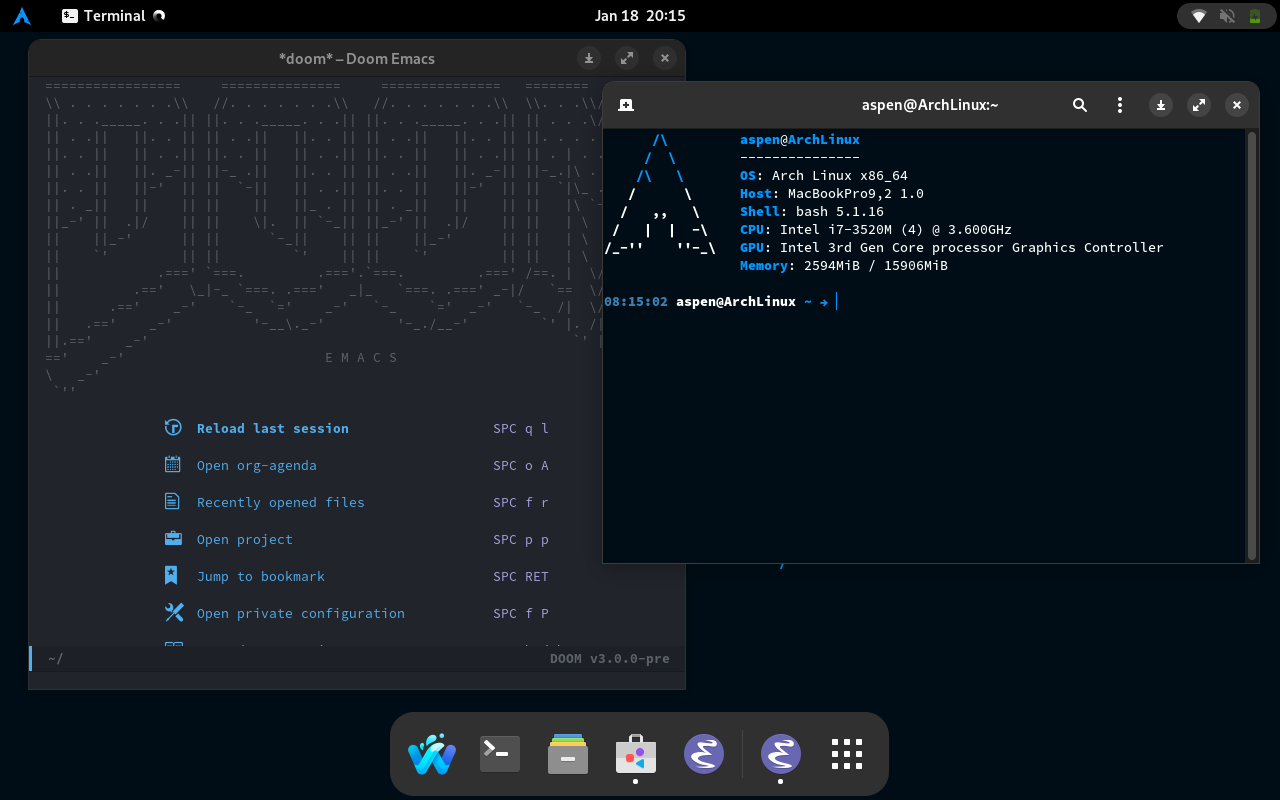 Terminal
Jan 18 20:15
*doom* – Doom Emacs
E M A C S
Reload last session SPC q l
Open org-agenda SPC o A
Recently opened files SPC f r
Open project SPC p p
Jump to bookmark SPC RET
Open private configuration SPC f P
~/ DOOM v3.0.0-pre
aspen@ArchLinux:~
aspen@ArchLinux
---------------
OS: Arch Linux x86_64
Host: MacBookPro9,2 1.0
Shell: bash 5.1.16
CPU: Intel i7-3520M (4) @ 3.600GHz
GPU: Intel 3rd Gen Core processor Graphics Controller
Memory: 2594MiB / 15906MiB
08:15:02 aspen@ArchLinux ~ →